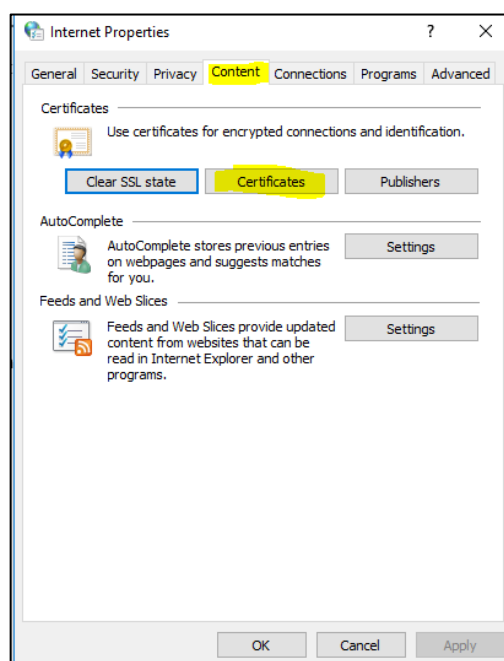 Internet Properties
?
General Security Privacy Content Connections Programs Advanced
Certificates
Use certificates for encrypted connections and identification.
Clear SSL state Certificates Publishers
AutoComplete
AutoComplete stores previous entries
on webpages and suggests matches
for you.
Settings
Feeds and Web Slices
Feeds and Web Slices provide updated
content from websites that can be
read in Internet Explorer and other
programs.
Settings
OK Cancel Apply